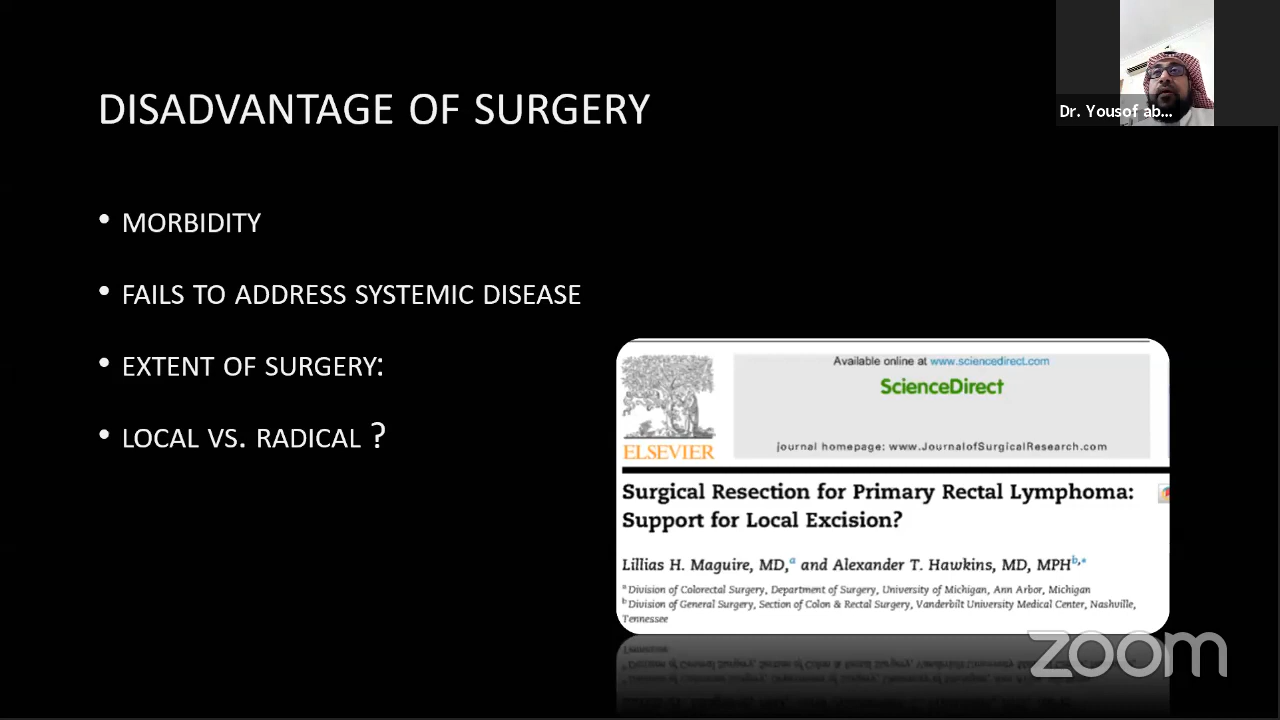 DISADVANTAGE OF SURGERY
Dr. Yousof ab...
• MORBIDITY
• FAILS TO ADDRESS SYSTEMIC DISEASE
• EXTENT OF SURGERY:
• LOCAL VS. RADICAL ?
Available online at www.sciencedirect.com
ScienceDirect
journal homepage: www.JournalofSurgicalResearch.com
ELSEVIER
Surgical Resection for Primary Rectal Lymphoma:
Support for Local Excision?
Lillias H. Maguire, MD,a and Alexander T. Hawkins, MD, MPHb,*
a Division of Colorectal Surgery, Department of Surgery, University of Michigan, Ann Arbor, Michigan
b Division of General Surgery, Section of Colon & Rectal Surgery, Vanderbilt University Medical Center, Nashville,
Tennessee
zoom